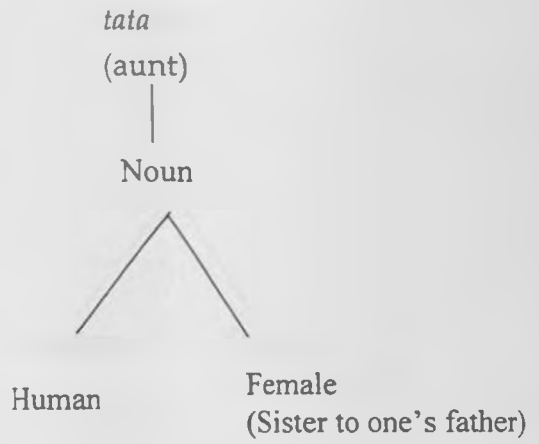 tata
(aunt)
Noun
Human
Female
(Sister to one's father)